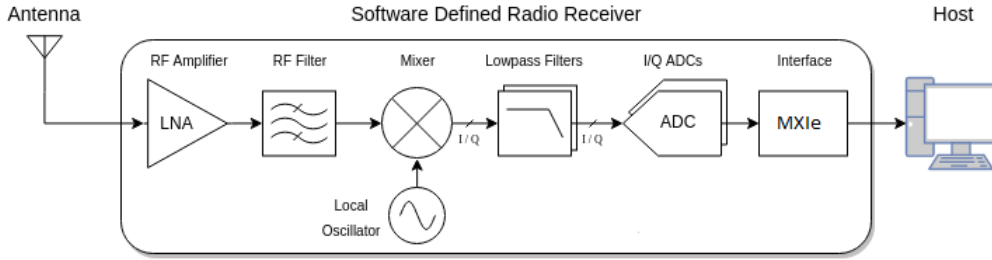 Antenna
Software Defined Radio Receiver
Host
RF Amplifier
RF Filter
Mixer
Lowpass Filters
I/Q ADCs
Interface
LNA
I / Q
I / Q
ADC
MXIe
Local
Oscillator